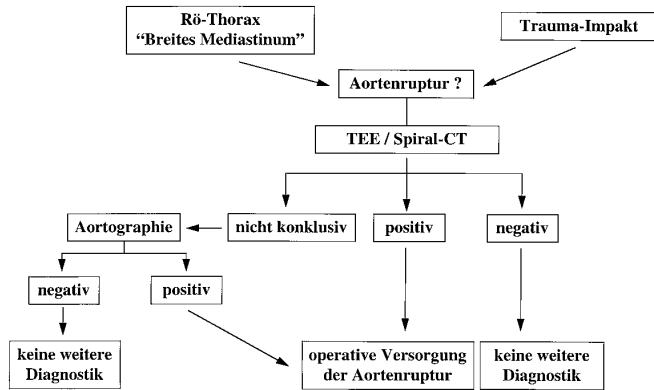 Rö-Thorax
“Breites Mediastinum”
Trauma-Impakt
Aortenruptur ?
TEE / Spiral-CT
Aortographie
nicht konklusiv
positiv
negativ
negativ
positiv
keine weitere
Diagnostik
operative Versorgung
der Aortenruptur
keine weitere
Diagnostik